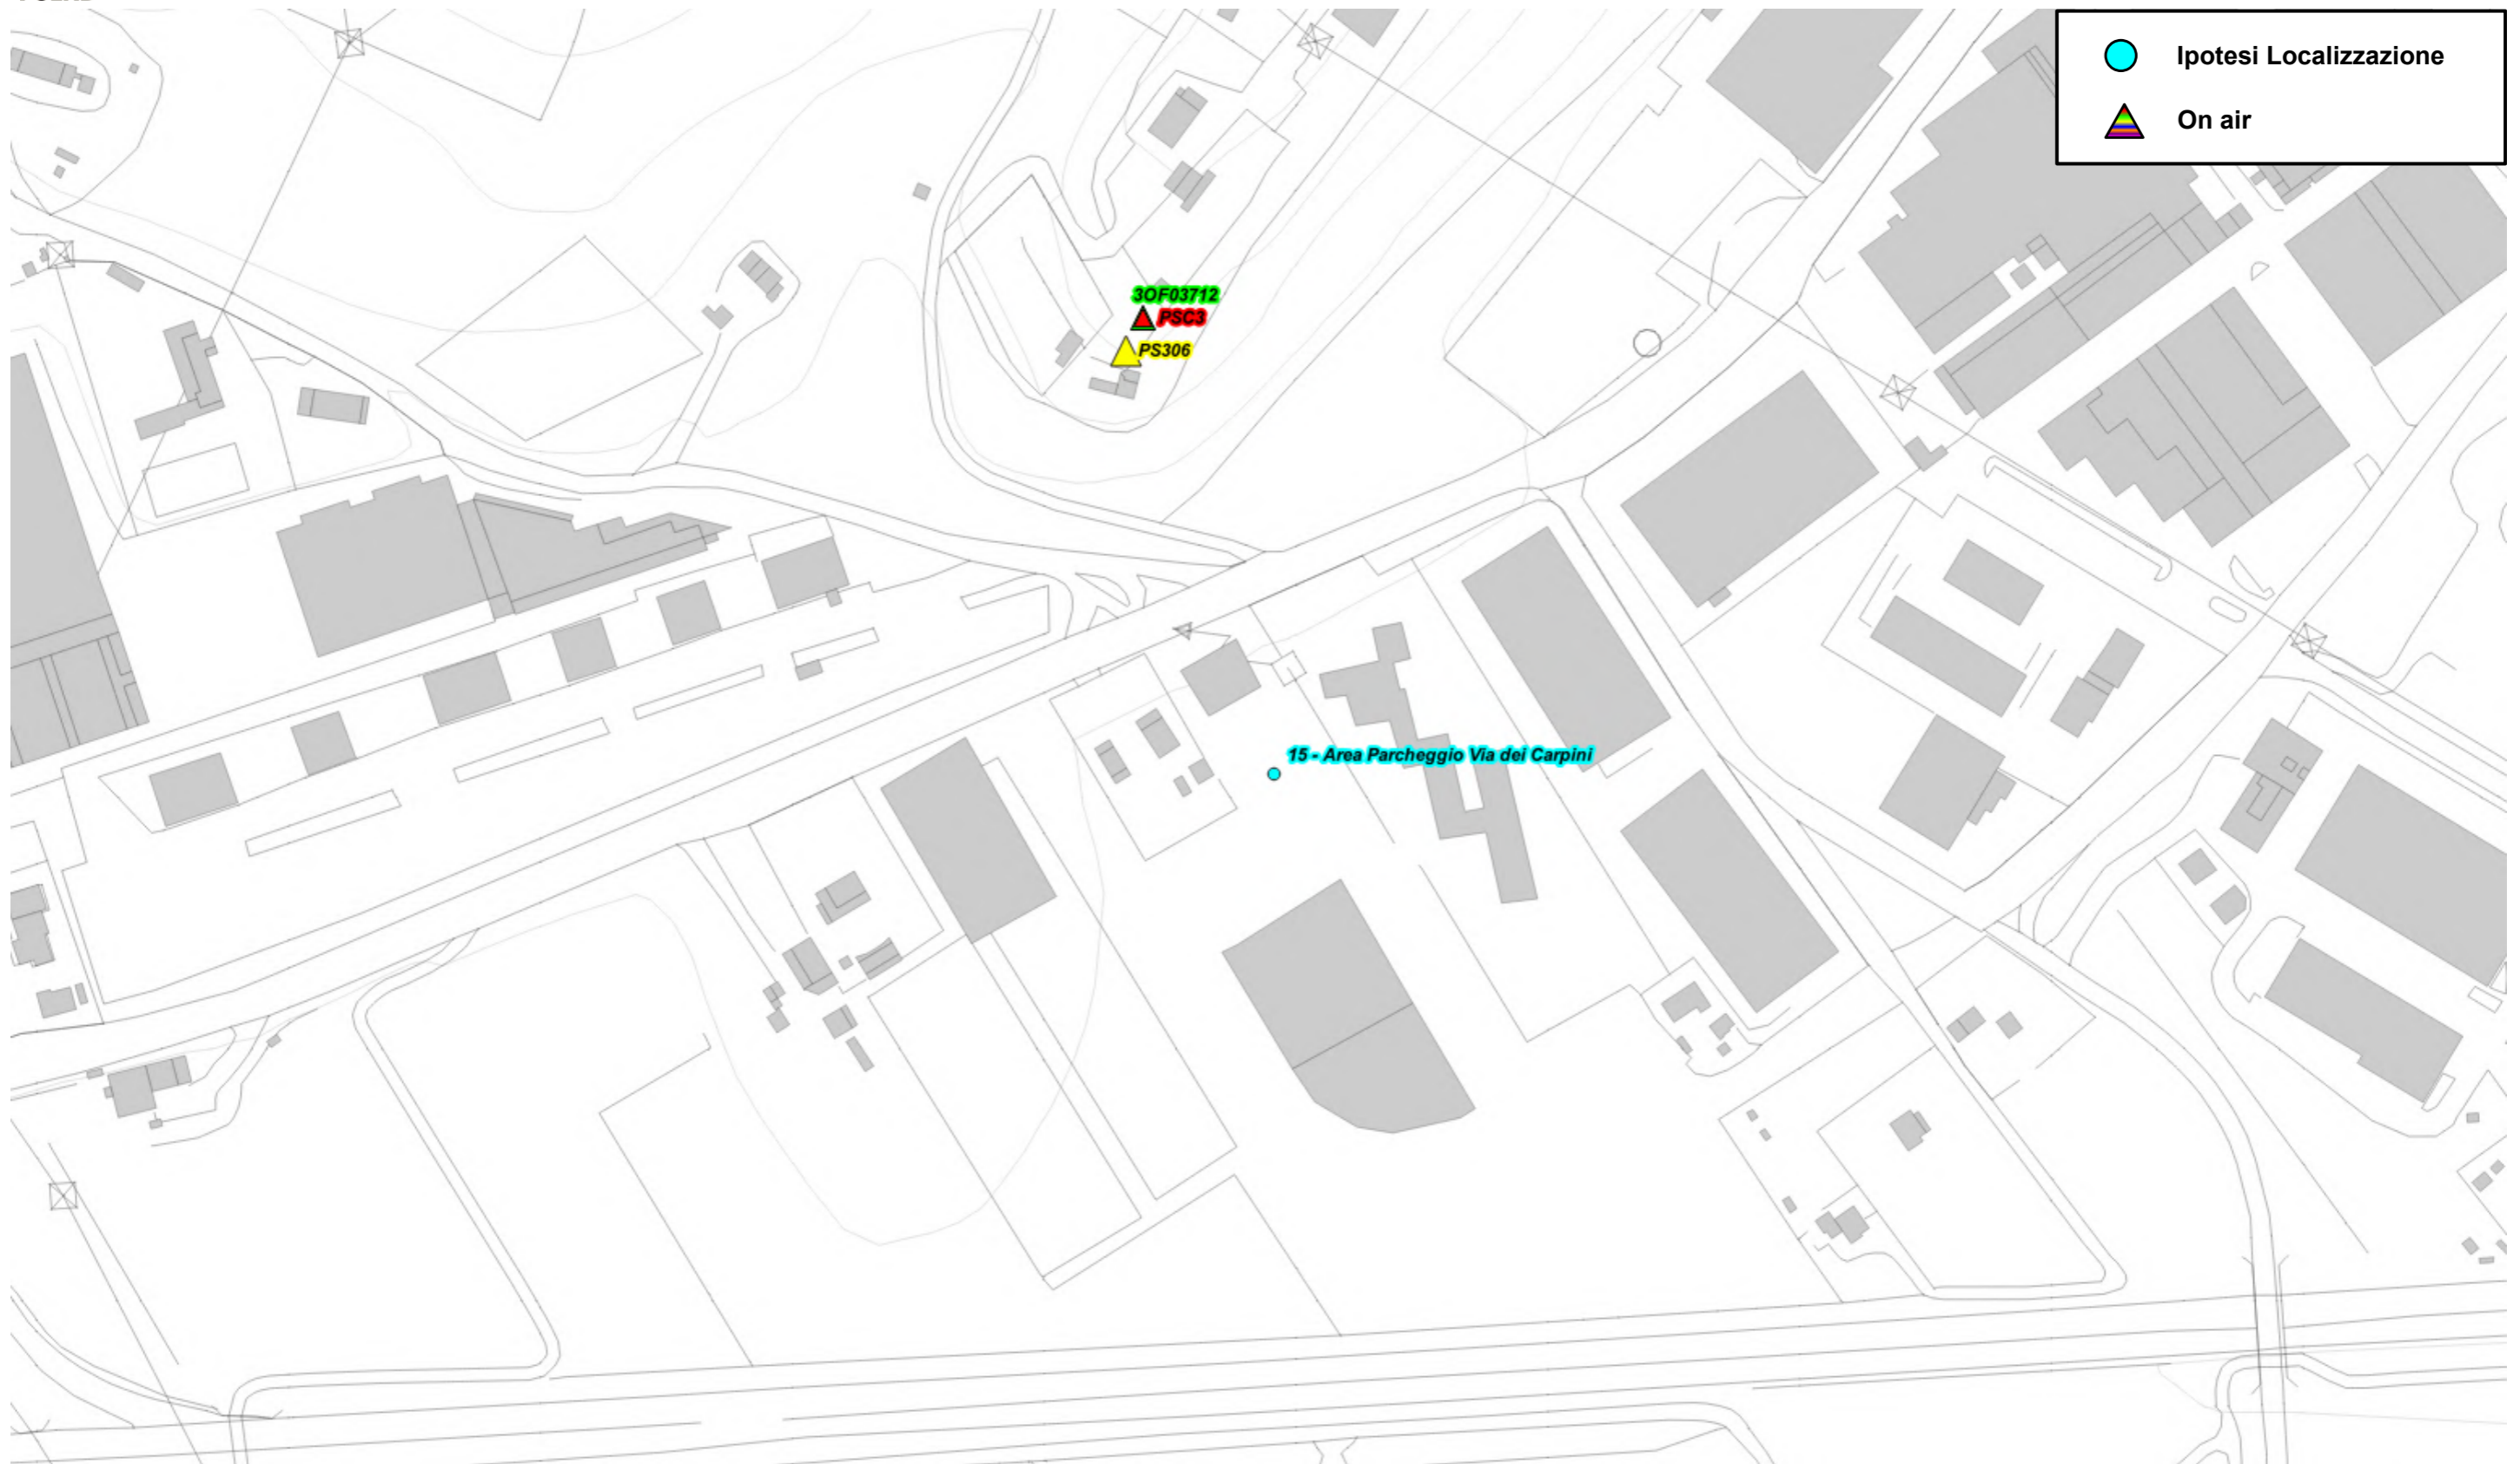 Ipotesi Localizzazione
On air
3OF03712
PSC3
PS306
15 - Area Parcheggio Via dei Carpini